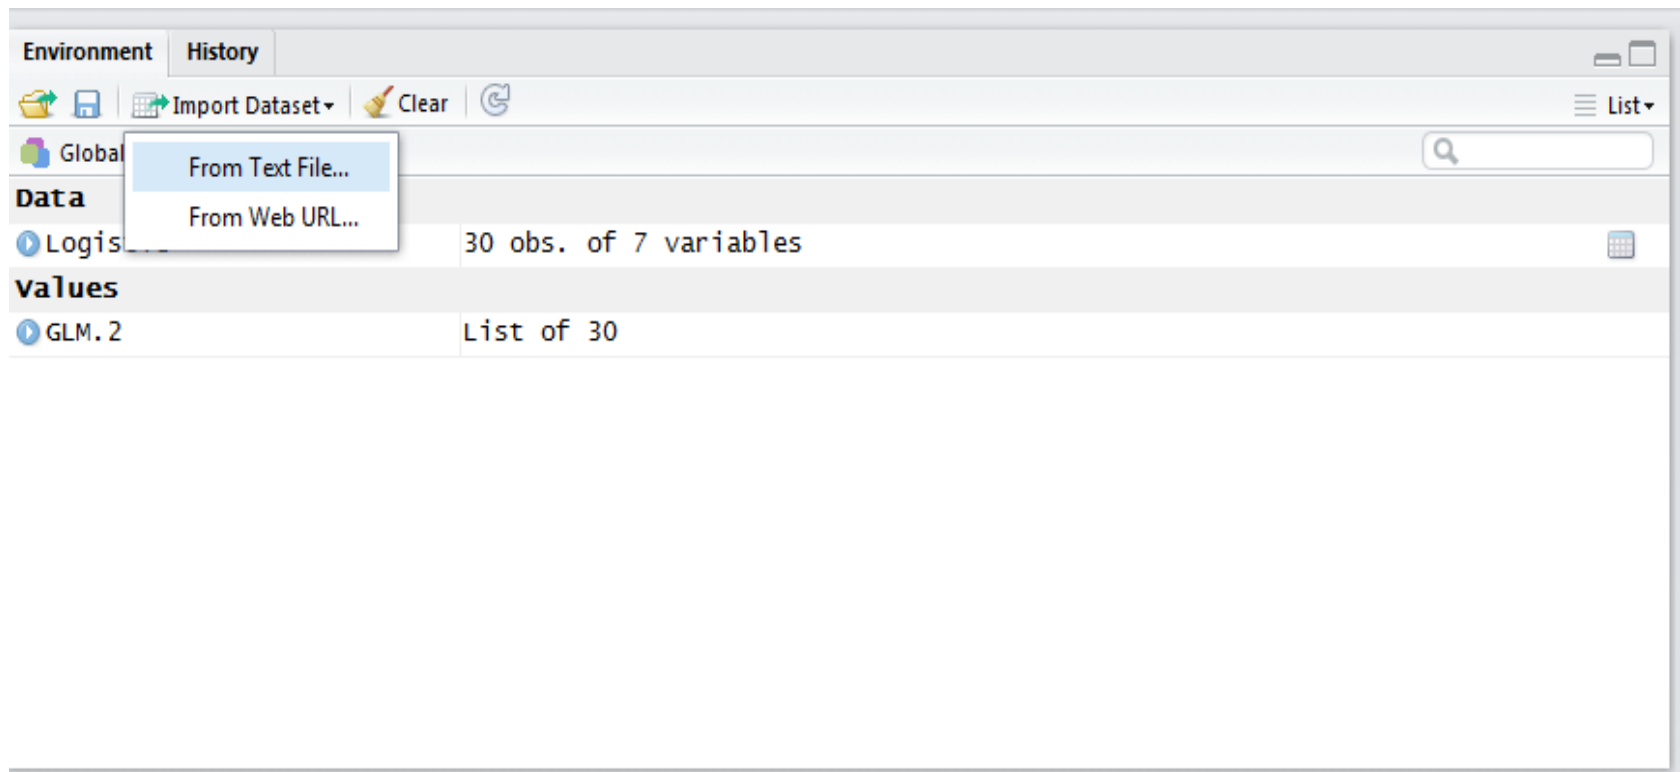 Environment History
Import Dataset Clear List
Global
From Text File...
From Web URL...
Data
30 obs. of 7 variables
Values
GLM.2 List of 30